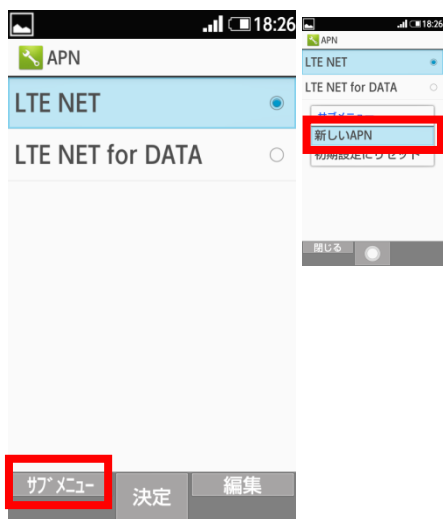 18:26
APN
LTE NET
LTE NET for DATA
ｻﾌﾞﾒﾆｭｰ
決定
編集
18:26
APN
LTE NET
LTE NET for DATA
サブメニュー
新しいAPN
初期設定にリセット
閉じる